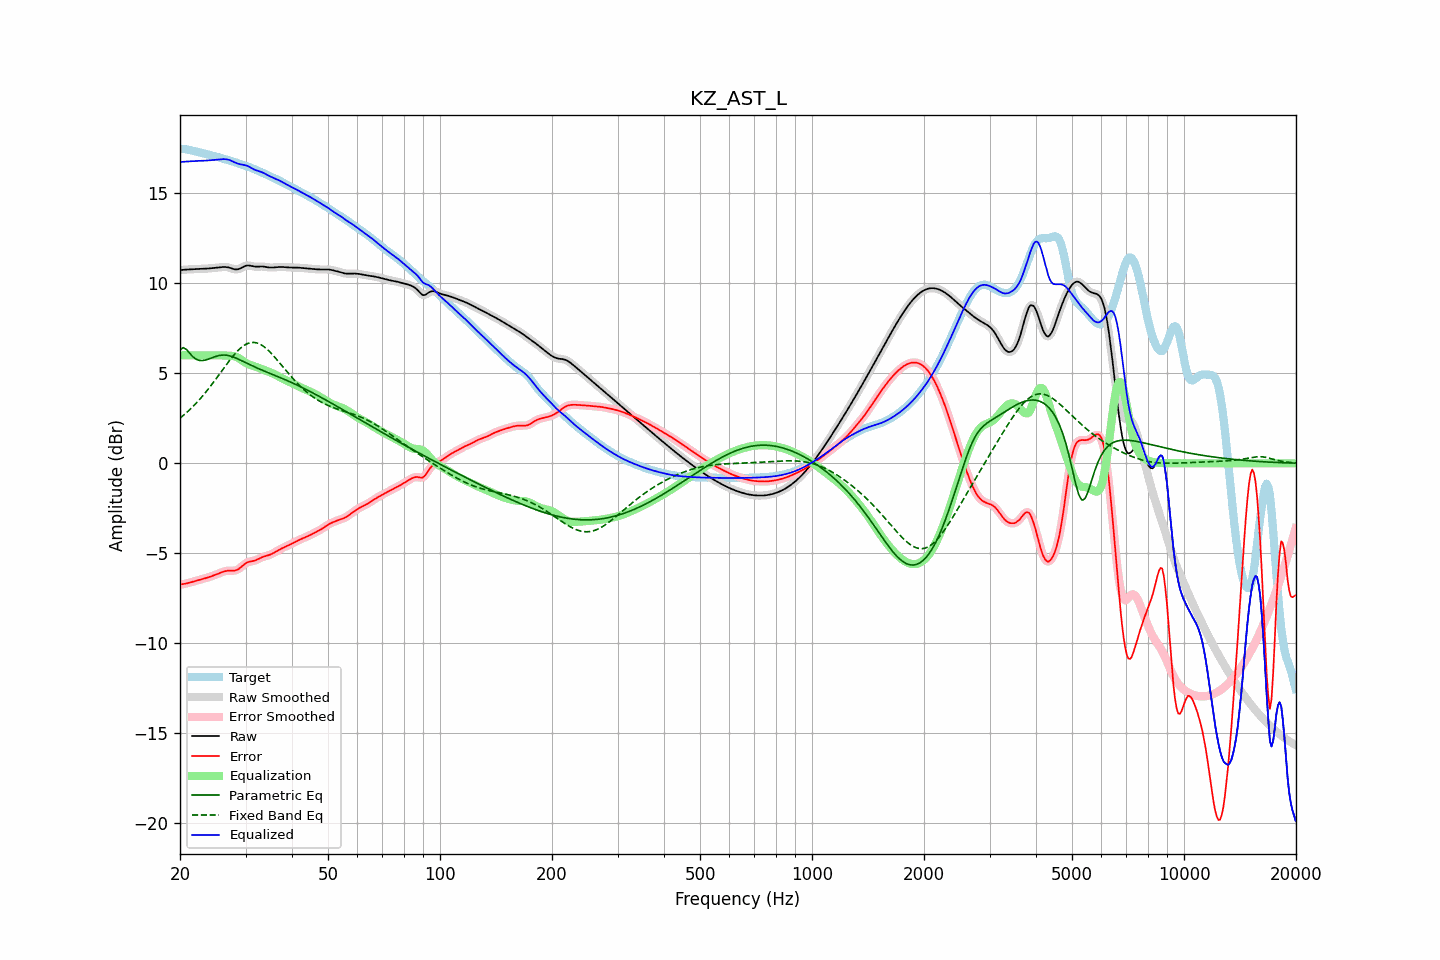 KZ_AST_L
Amplitude (dBr)
15
10
5
0
−5
−10
−15
−20
Target
Raw Smoothed
Error Smoothed
Raw
Error
Equalization
Parametric Eq
Fixed Band Eq
Equalized
20 50 100 200 500 1000 2000 5000 10000 20000
Frequency (Hz)